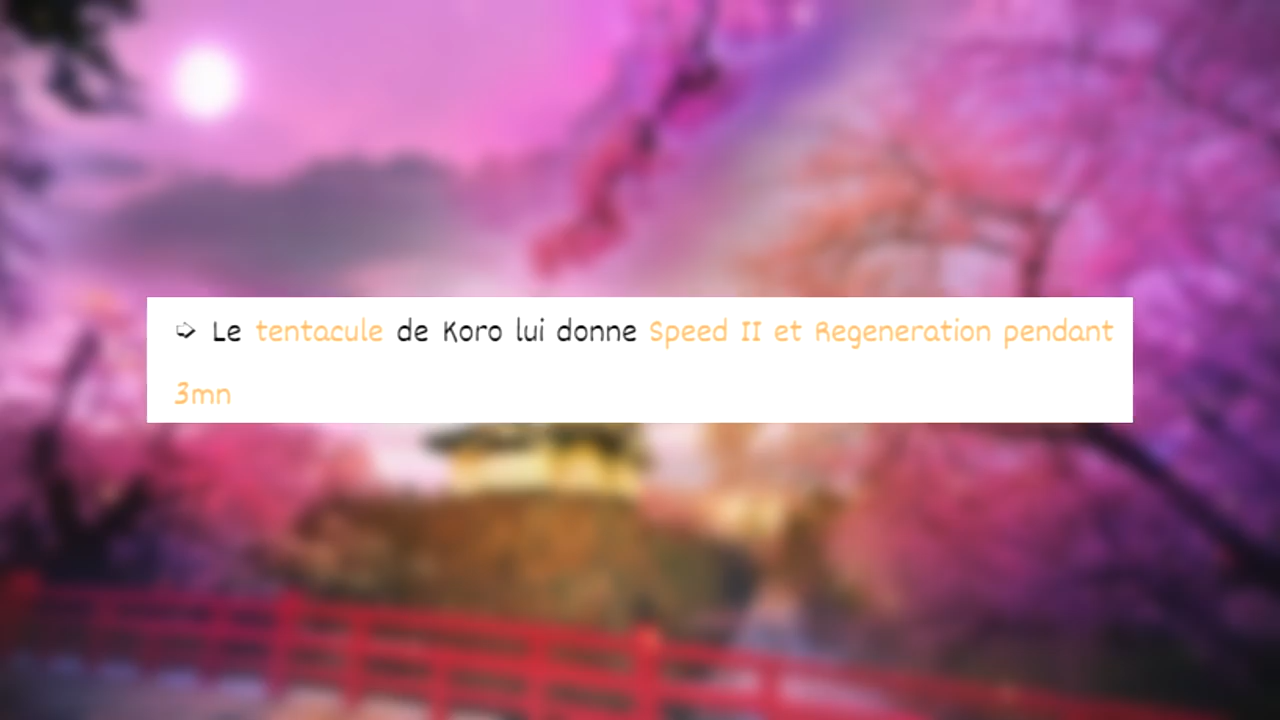 ➩ Le tentacule de Koro lui donne Speed II et Regeneration pendant
3mn